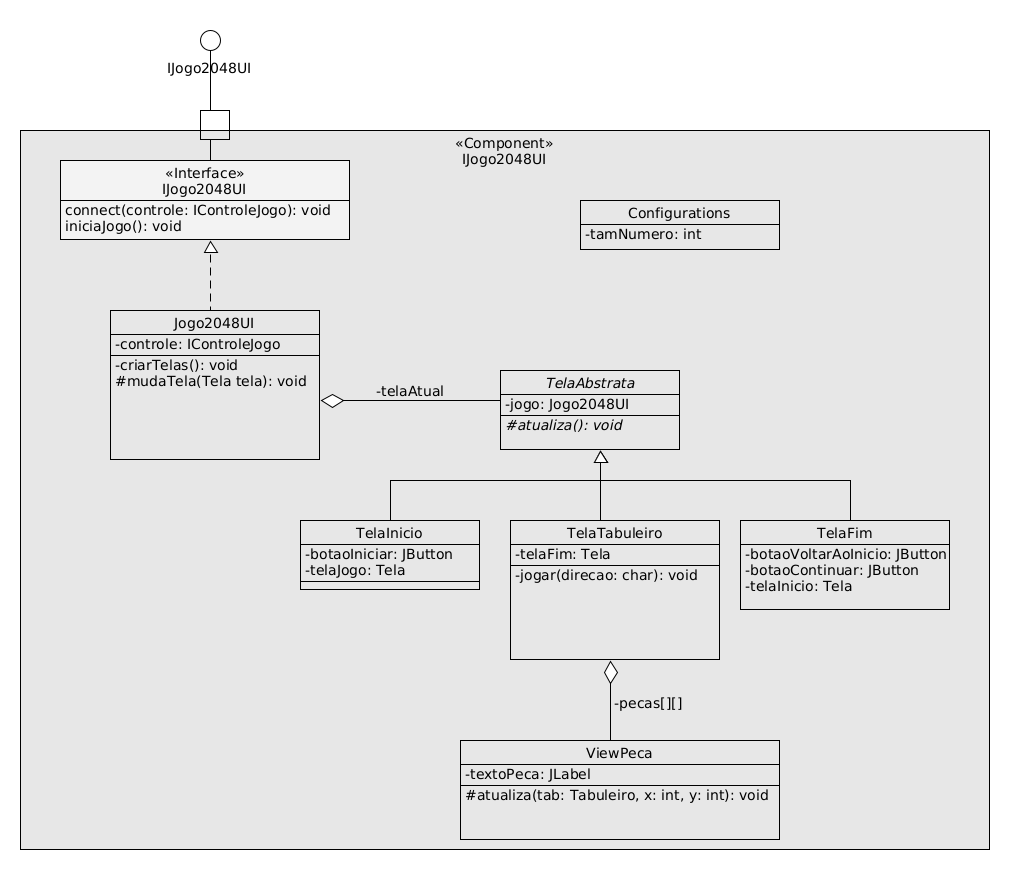 IJogo2048UI
«Component»
IJogo2048UI
«Interface»
IJogo2048UI
connect(controle: IControleJogo): void
iniciaJogo(): void
Configurations
-tamNumero: int
Jogo2048UI
-controle: IControleJogo
-criarTelas(): void
#mudaTela(Tela tela): void
-telaAtual
TelaAbstrata
-jogo: Jogo2048UI
#atualiza(): void
TelaInicio
-botaoIniciar: JButton
-telaJogo: Tela
TelaTabuleiro
-telaFim: Tela
-jogar(direcao: char): void
TelaFim
-botaoVoltarAoInicio: JButton
-botaoContinuar: JButton
-telaInicio: Tela
-pecas[][]
ViewPeca
-textoPeca: JLabel
#atualiza(tab: Tabuleiro, x: int, y: int): void